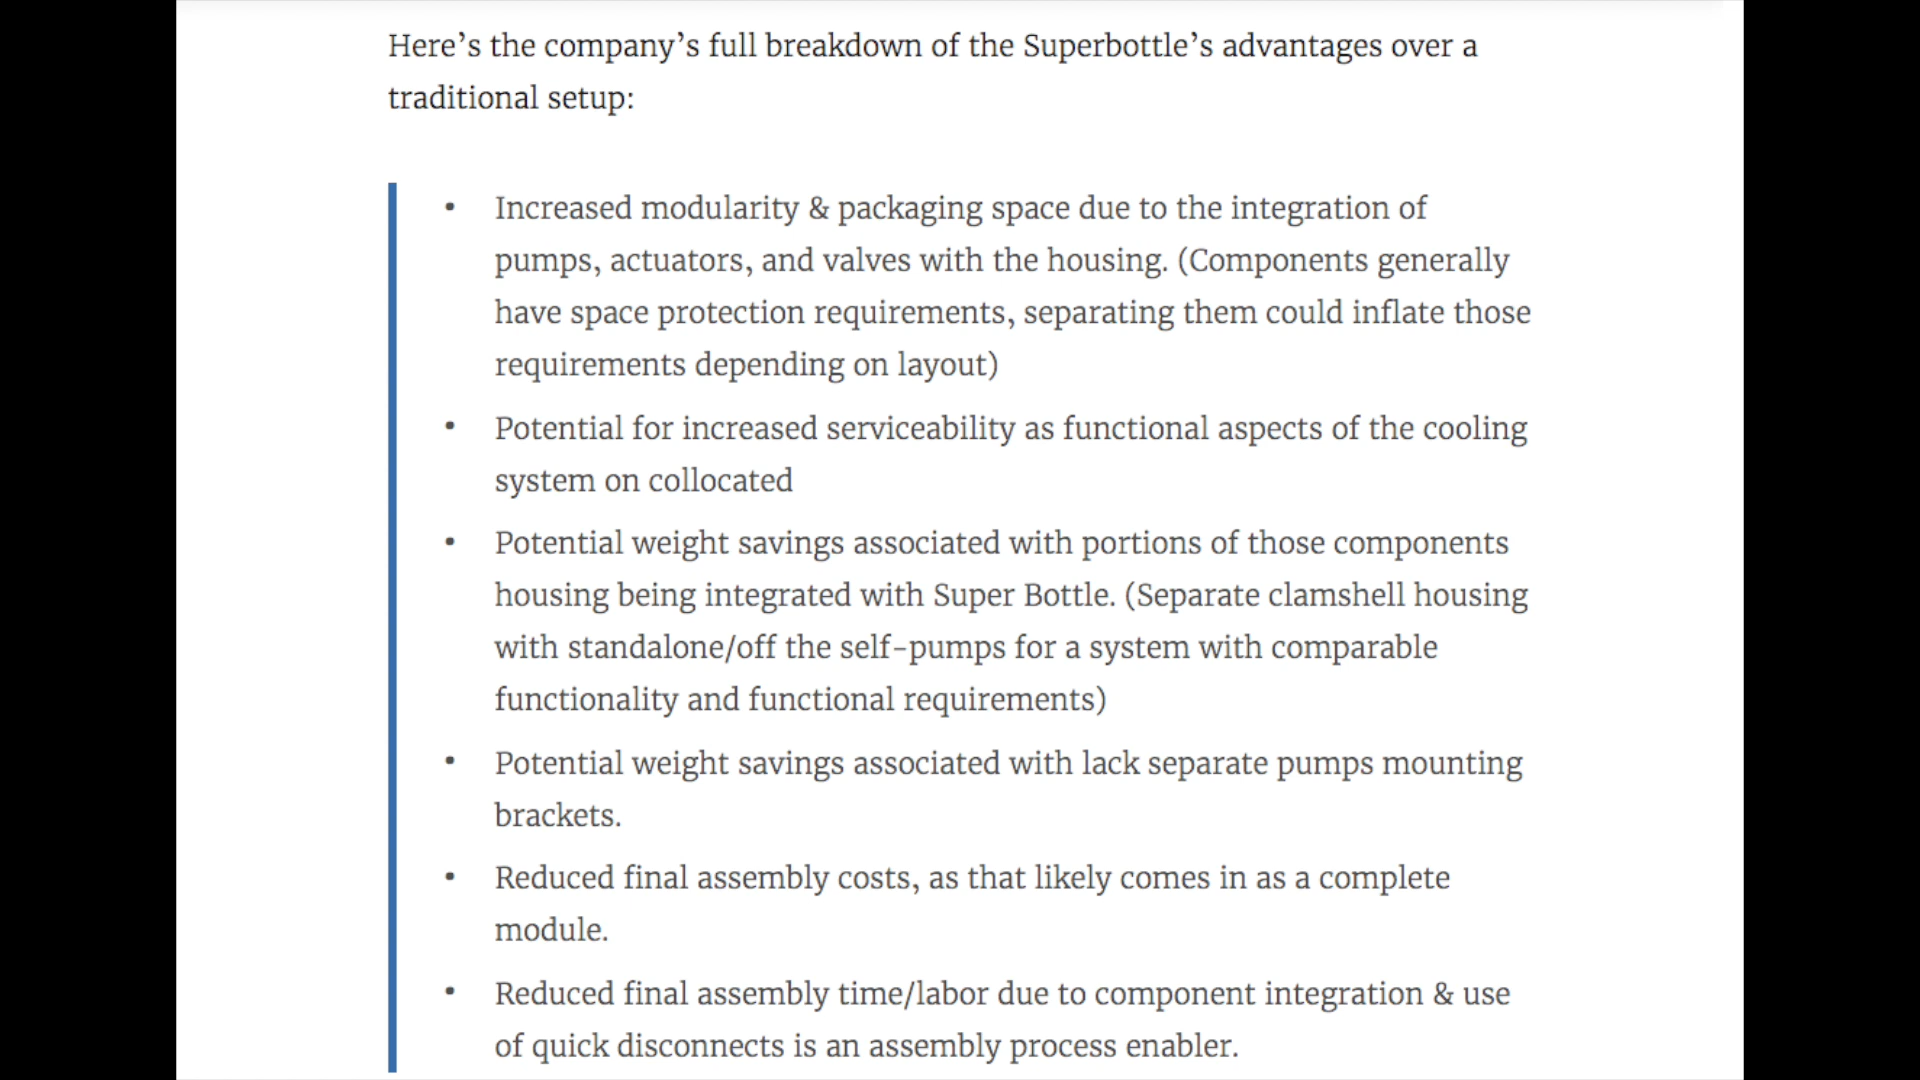 Here’s the company’s full breakdown of the Superbottle’s advantages over a
traditional setup:
• Increased modularity & packaging space due to the integration of
pumps, actuators, and valves with the housing. (Components generally
have space protection requirements, separating them could inflate those
requirements depending on layout)
• Potential for increased serviceability as functional aspects of the cooling
system on collocated
• Potential weight savings associated with portions of those components
housing being integrated with Super Bottle. (Separate clamshell housing
with standalone/off the self-pumps for a system with comparable
functionality and functional requirements)
• Potential weight savings associated with lack separate pumps mounting
brackets.
• Reduced final assembly costs, as that likely comes in as a complete
module.
• Reduced final assembly time/labor due to component integration & use
of quick disconnects is an assembly process enabler.